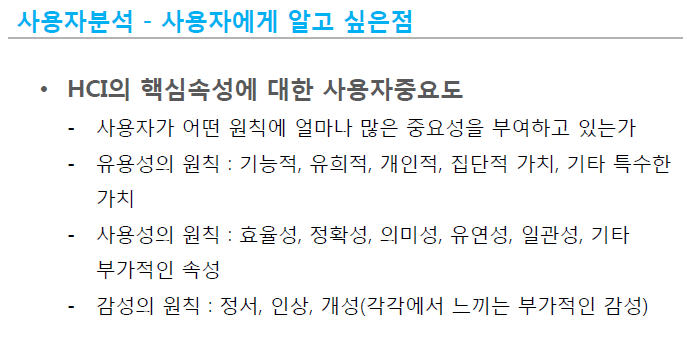 사용자분석 - 사용자에게 알고 싶은점
• HCI의 핵심속성에 대한 사용자중요도
- 사용자가 어떤 원칙에 얼마나 많은 중요성을 부여하고 있는가
- 유용성의 원칙 : 기능적, 유희적, 개인적, 집단적 가치, 기타 특수한
가치
- 사용성의 원칙 : 효율성, 정확성, 의미성, 유연성, 일관성, 기타
부가적인 속성
- 감성의 원칙 : 정서, 인상, 개성(각각에서 느끼는 부가적인 감성)